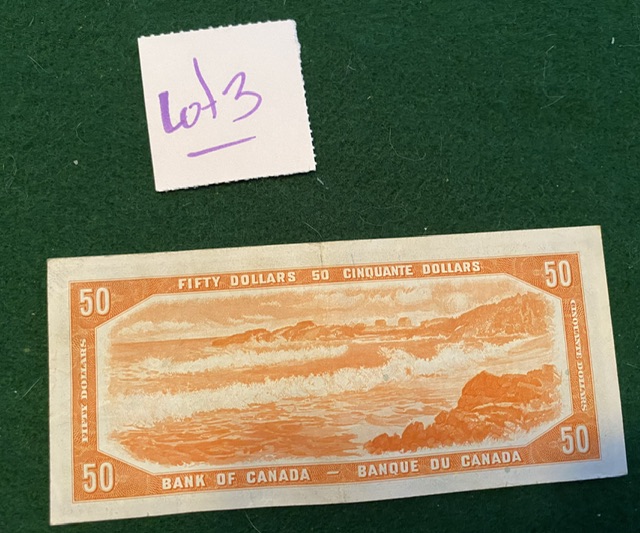 Lot 3
FIFTY DOLLARS 50 CINQUANTE DOLLARS
50
50
FIFTY DOLLARS
CINQUANTE DOLLARS
50
50
BANK OF CANADA – BANQUE DU CANADA